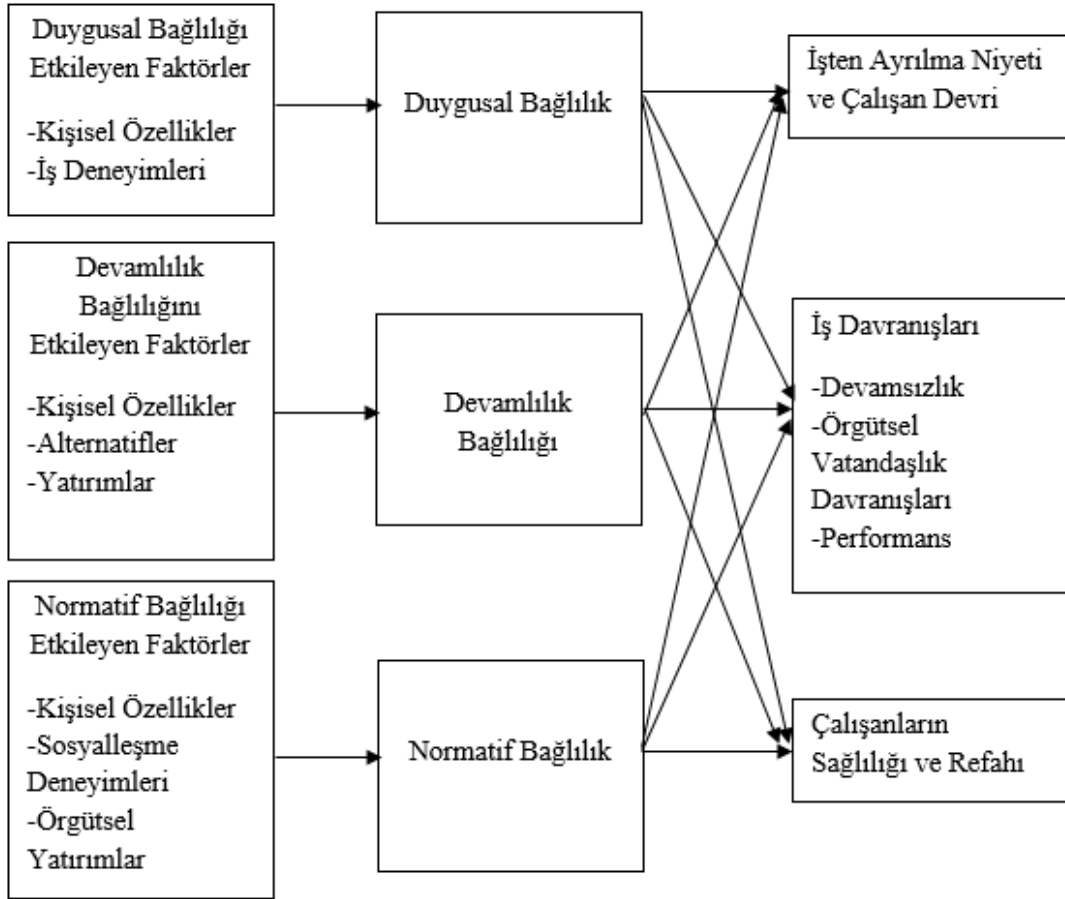 Duygusal Bağlılığı
Etkileyen Faktörler
-Kişisel Özellikler
-İş Deneyimleri
Duygusal Bağlılık
İşten Ayrılma Niyeti
ve Çalışan Devri
Devamlılık
Bağlılığını
Etkileyen Faktörler
-Kişisel Özellikler
-Alternatifler
-Yatırımlar
Devamlılık
Bağlılığı
İş Davranışları
-Devamsızlık
-Örgütsel
Vatandaşlık
Davranışları
-Performans
Normatif Bağlılığı
Etkileyen Faktörler
-Kişisel Özellikler
-Sosyalleşme
Deneyimleri
-Örgütsel
Yatırımlar
Normatif Bağlılık
Çalışanların
Sağlılığı ve Refahı